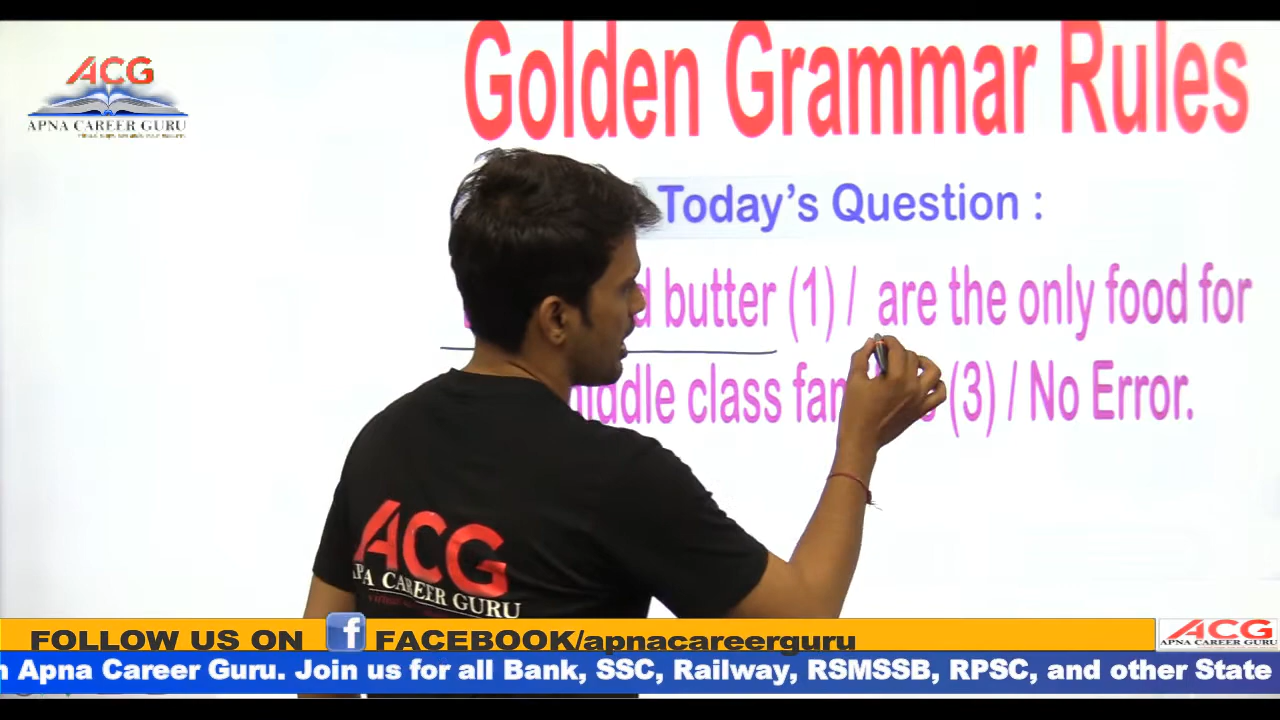 ACG
APNA CAREER GURU
Golden Grammar Rules
Today's Question :
butter (1) / are the only food for
middle class (3) / No Error.
ACG
CAREER GURU
FOLLOW US ON f FACEBOOK/apnacareerguru
ACG
APNA CAREER GURU
Apna Career Guru. Join us for all Bank, SSC, Railway, RSMSSB, RPSC, and other State